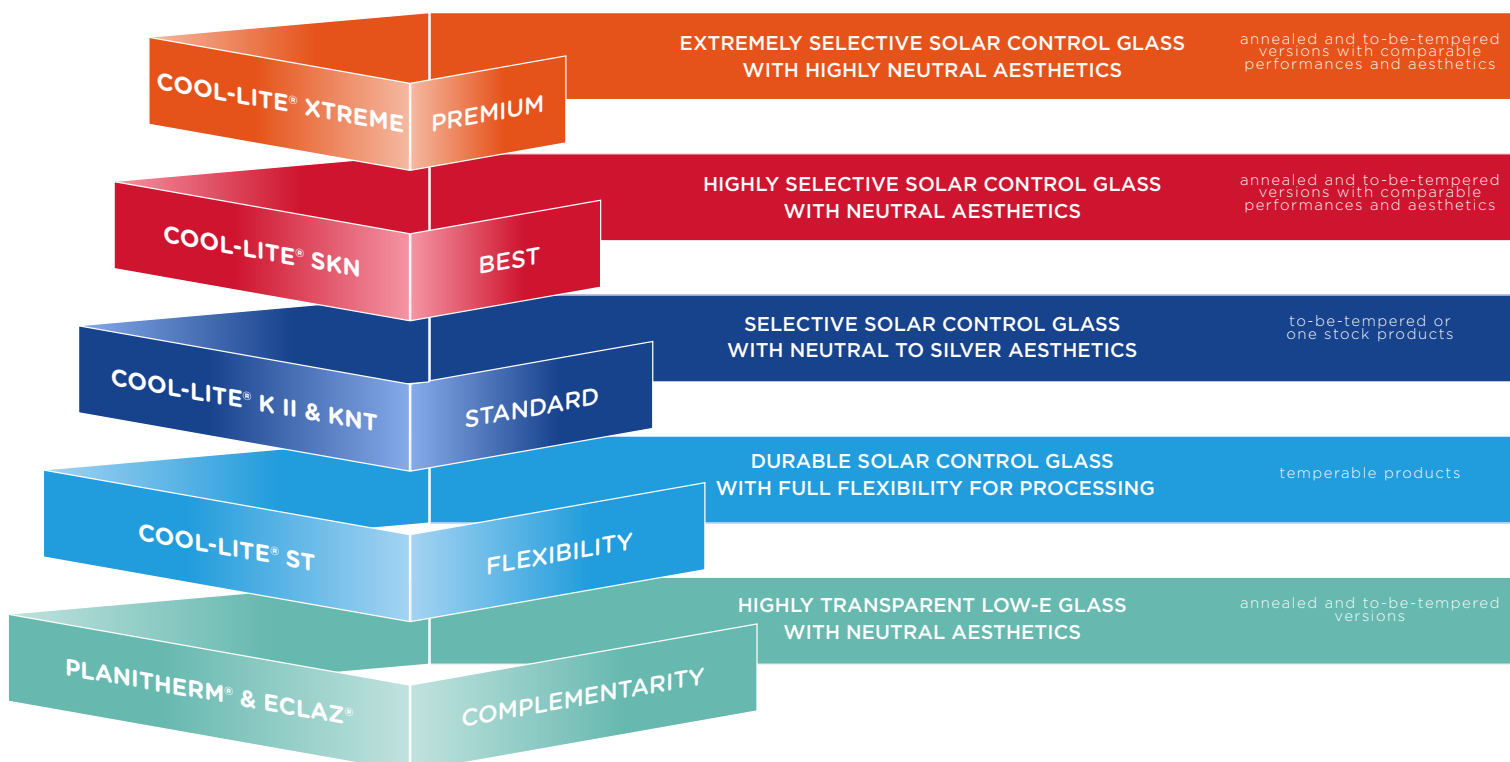 COOL-LITE® XTREME
PREMIUM
EXTREMELY SELECTIVE SOLAR CONTROL GLASS
WITH HIGHLY NEUTRAL AESTHETICS
annealed and to-be-tempered
versions with comparable
performances and aesthetics
COOL-LITE® SKN
BEST
HIGHLY SELECTIVE SOLAR CONTROL GLASS
WITH NEUTRAL AESTHETICS
annealed and to-be-tempered
versions with comparable
performances and aesthetics
COOL-LITE® K II & KNT
STANDARD
SELECTIVE SOLAR CONTROL GLASS
WITH NEUTRAL TO SILVER AESTHETICS
to-be-tempered or
one stock products
COOL-LITE® ST
FLEXIBILITY
DURABLE SOLAR CONTROL GLASS
WITH FULL FLEXIBILITY FOR PROCESSING
temperable products
PLANITHERM® & ECLAZ®
COMPLEMENTARITY
HIGHLY TRANSPARENT LOW-E GLASS
WITH NEUTRAL AESTHETICS
annealed and to-be-tempered
versions